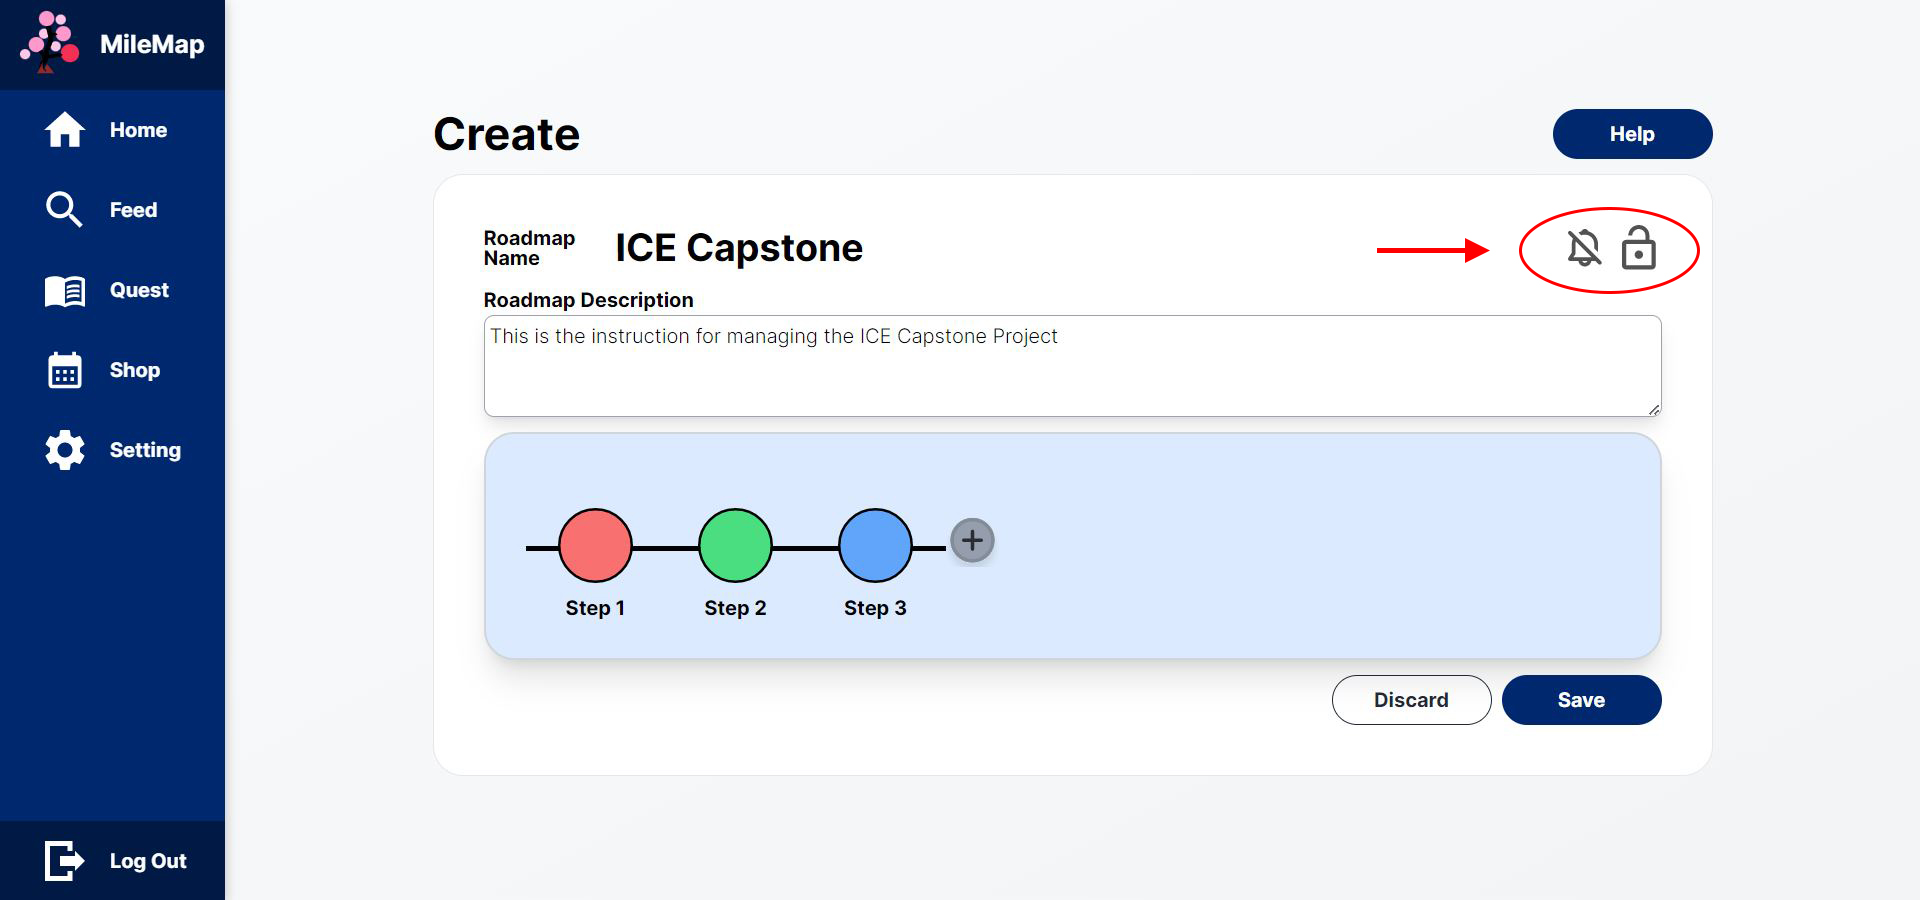 MileMap
Home
Feed
Quest
Shop
Setting
Log Out
Create
Help
Roadmap
Name
ICE Capstone
Roadmap Description
This is the instruction for managing the ICE Capstone Project
Step 1
Step 2
Step 3
Discard
Save